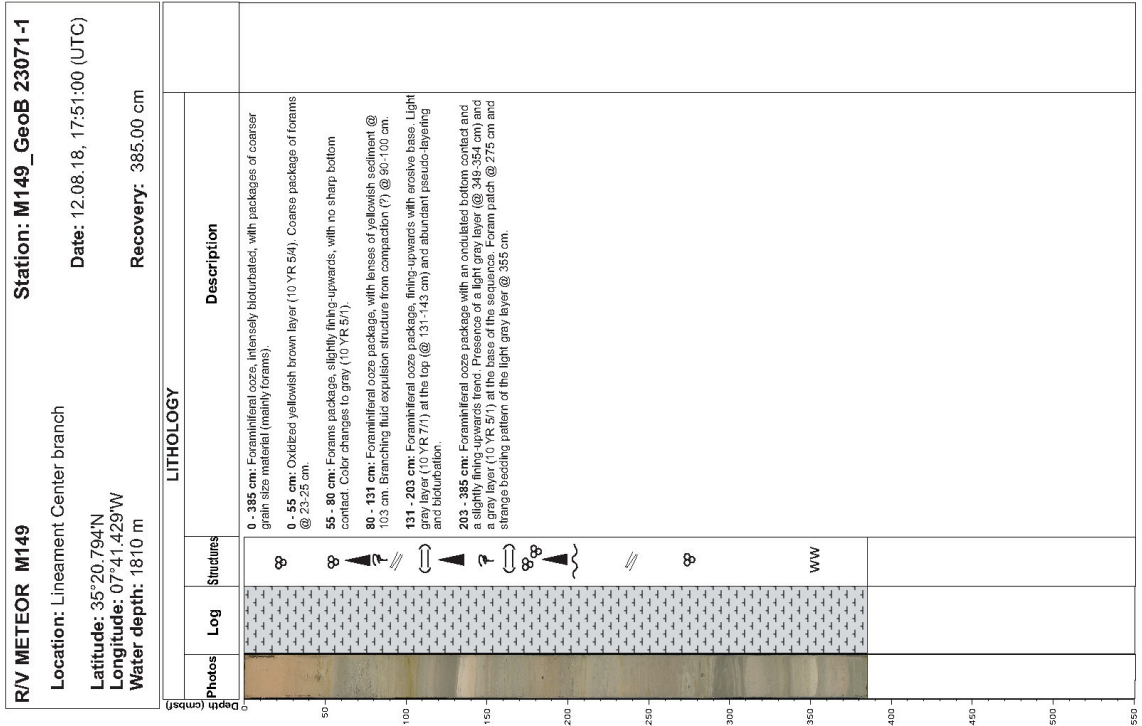 R/V METEOR M149
Station: M149_GeoB 23071-1
Location: Lineament Center branch
Date: 12.08.18, 17:51:00 (UTC)
Latitude: 35°20.794'N
Longitude: 07°41.429'W
Water depth: 1810 m
Recovery: 385.00 cm
LITHOLOGY
Depth (cmbsf)
Photos
Log
Structures
Description
0 - 385 cm: Foraminiferal ooze, intensely bioturbated, with packages of coarser
grain size material (mainly forams).
0 - 55 cm: Oxidized yellowish brown layer (10 YR 5/4). Coarse package of forams
@ 23-25 cm.
55 - 80 cm: Forams package, slightly fining-upwards, with no sharp bottom
contact. Color changes to gray (10 YR 5/1).
80 - 131 cm: Foraminiferal ooze package, with lenses of yellowish sediment @
103 cm. Branching fluid expulsion structure from compaction (?) @ 90-100 cm.
131 - 203 cm: Foraminiferal ooze package, fining-upwards with erosive base. Light
gray layer (10 YR 7/1) at the top (@ 131-143 cm) and abundant pseudo-layering
and bioturbation.
203 - 385 cm: Foraminiferal ooze package with an ondulated bottom contact and
a slightly fining-upwards trend. Presence of a light gray layer (@ 349-354 cm) and
a gray layer (10 YR 5/1) at the base of the sequence. Foram patch @ 275 cm and
strange bedding pattern of the light gray layer @ 355 cm.
0
50
100
150
200
250
300
350
400
450
500